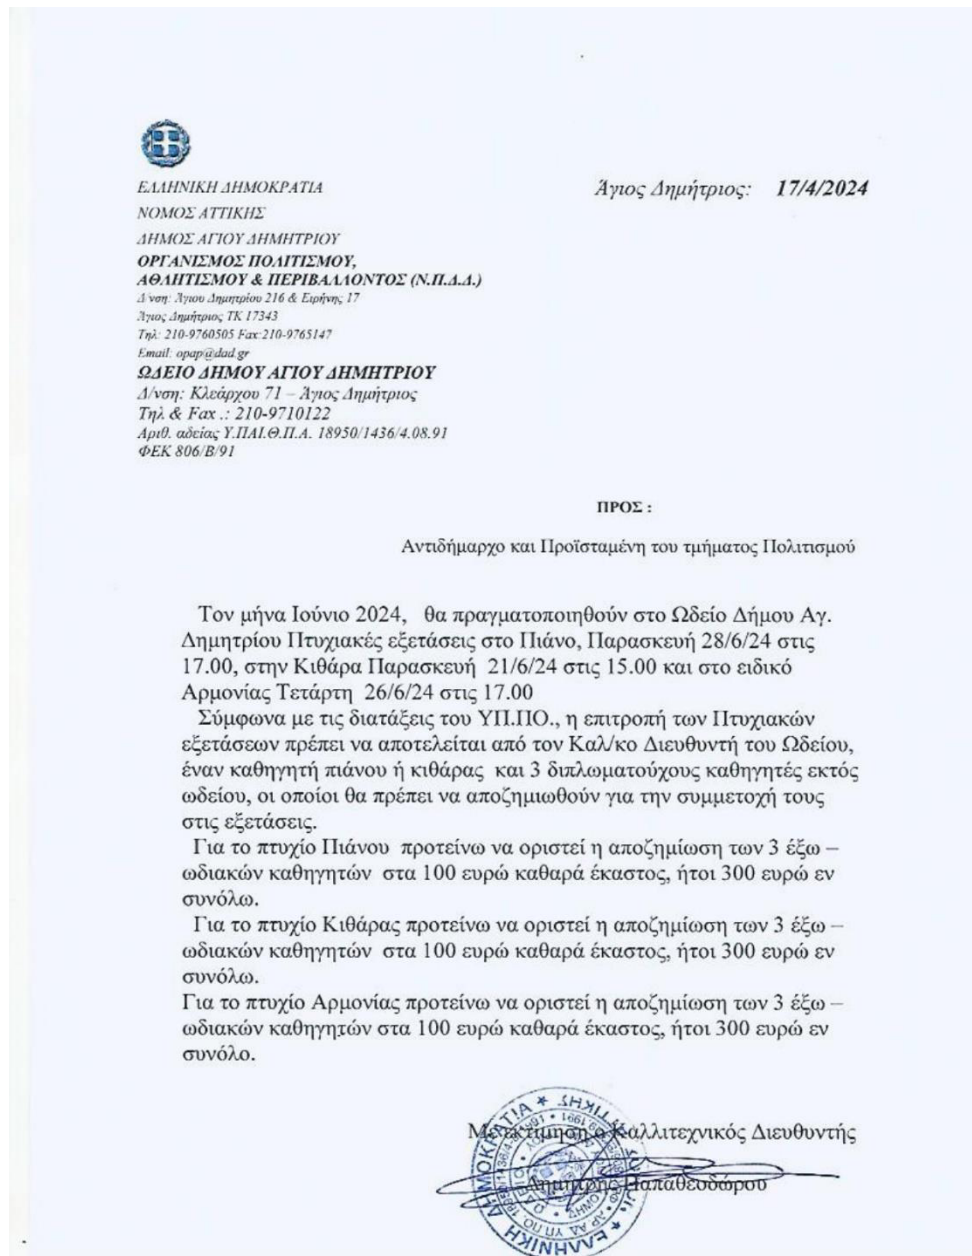 ΕΛΛΗΝΙΚΗ ΔΗΜΟΚΡΑΤΙΑ
Άγιος Δημήτριος: 17/4/2024
ΝΟΜΟΣ ΑΤΤΙΚΗΣ
ΔΗΜΟΣ ΑΓΙΟΥ ΔΗΜΗΤΡΙΟΥ
ΟΡΓΑΝΙΣΜΟΣ ΠΟΛΙΤΙΣΜΟΥ,
ΑΘΛΗΤΙΣΜΟΥ & ΠΕΡΙΒΑΛΛΟΝΤΟΣ (Ν.Π.Δ.Δ.)
Δ/νση: Άγιου Δημητρίου 216 & Ειρήνης 17
Άγιος Δημήτριος ΤΚ 17343
Τηλ: 210-9760505 Fax:210-9765147
Email: opap@dad.gr
ΩΔΕΙΟ ΔΗΜΟΥ ΑΓΙΟΥ ΔΗΜΗΤΡΙΟΥ
Δ/νση: Κλεάρχου 71 – Άγιος Δημήτριος
Τηλ & Fax .: 210-9710122
Αριθ. αδείας Υ.ΠΑΙ.Θ.Π.Α. 18950/1436/4.08.91
ΦΕΚ 806/Β/91
ΠΡΟΣ :
Αντιδήμαρχο και Προϊσταμένη του τμήματος Πολιτισμού
Τον μήνα Ιούνιο 2024, θα πραγματοποιηθούν στο Ωδείο Δήμου Αγ.
Δημητρίου Πτυχιακές εξετάσεις στο Πιάνο, Παρασκευή 28/6/24 στις
17.00, στην Κιθάρα Παρασκευή 21/6/24 στις 15.00 και στο ειδικό
Αρμονίας Τετάρτη 26/6/24 στις 17.00
Σύμφωνα με τις διατάξεις του ΥΠ.ΠΟ., η επιτροπή των Πτυχιακών
εξετάσεων πρέπει να αποτελείται από τον Καλ/κο Διευθυντή του Ωδείου,
έναν καθηγητή πιάνου ή κιθάρας και 3 διπλωματούχους καθηγητές εκτός
ωδείου, οι οποίοι θα πρέπει να αποζημιωθούν για την συμμετοχή τους
στις εξετάσεις.
Για το πτυχίο Πιάνου προτείνω να οριστεί η αποζημίωση των 3 έξω –
ωδιακών καθηγητών στα 100 ευρώ καθαρά έκαστος, ήτοι 300 ευρώ εν
συνόλω.
Για το πτυχίο Κιθάρας προτείνω να οριστεί η αποζημίωση των 3 έξω –
ωδιακών καθηγητών στα 100 ευρώ καθαρά έκαστος, ήτοι 300 ευρώ εν
συνόλω.
Για το πτυχίο Αρμονίας προτείνω να οριστεί η αποζημίωση των 3 έξω –
ωδιακών καθηγητών στα 100 ευρώ καθαρά έκαστος, ήτοι 300 ευρώ εν
συνόλο.
Με εκτίμηση ο Καλλιτεχνικός Διευθυντής
Δημήτρης Παπαθεοδώρου
ΕΛΛΗΝΙΚΗ ΔΗΜΟΚΡΑΤΙΑ